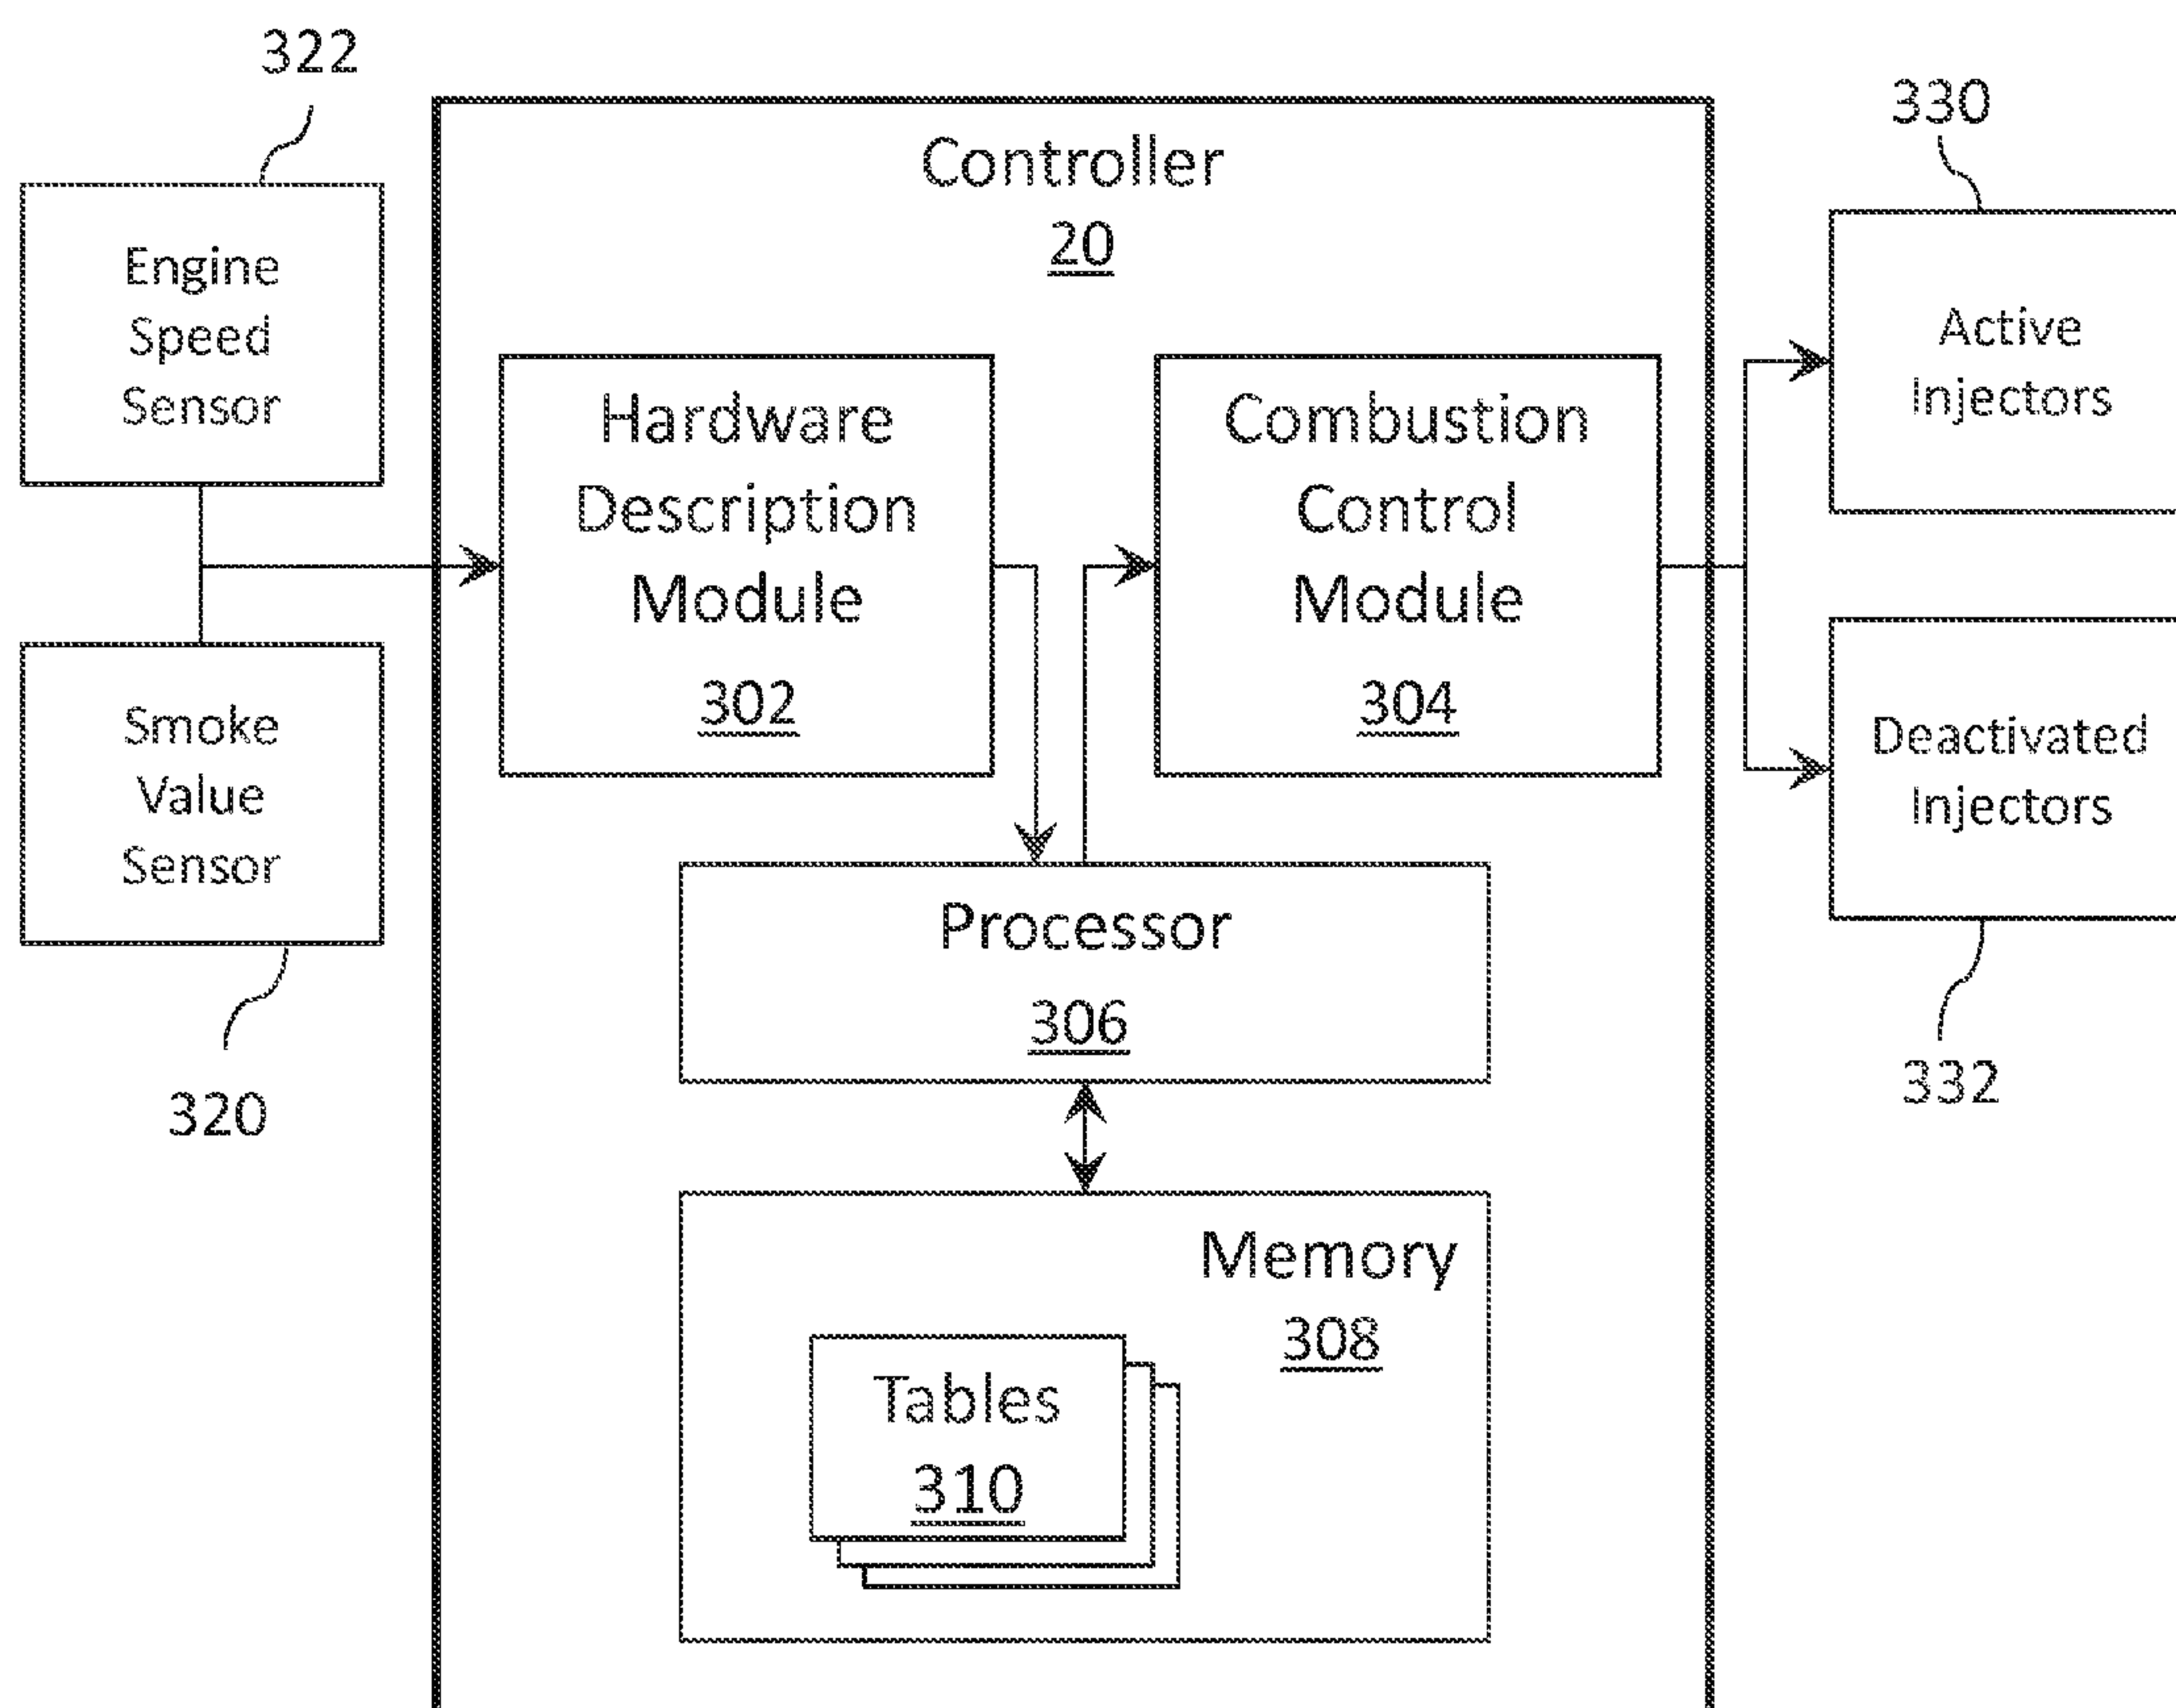 322
Engine
Speed
Sensor
Smoke
Value
Sensor
320
Controller
20
Hardware
Description
Module
302
Combustion
Control
Module
304
Processor
306
Memory
308
Tables
310
330
Active
Injectors
Deactivated
Injectors
332